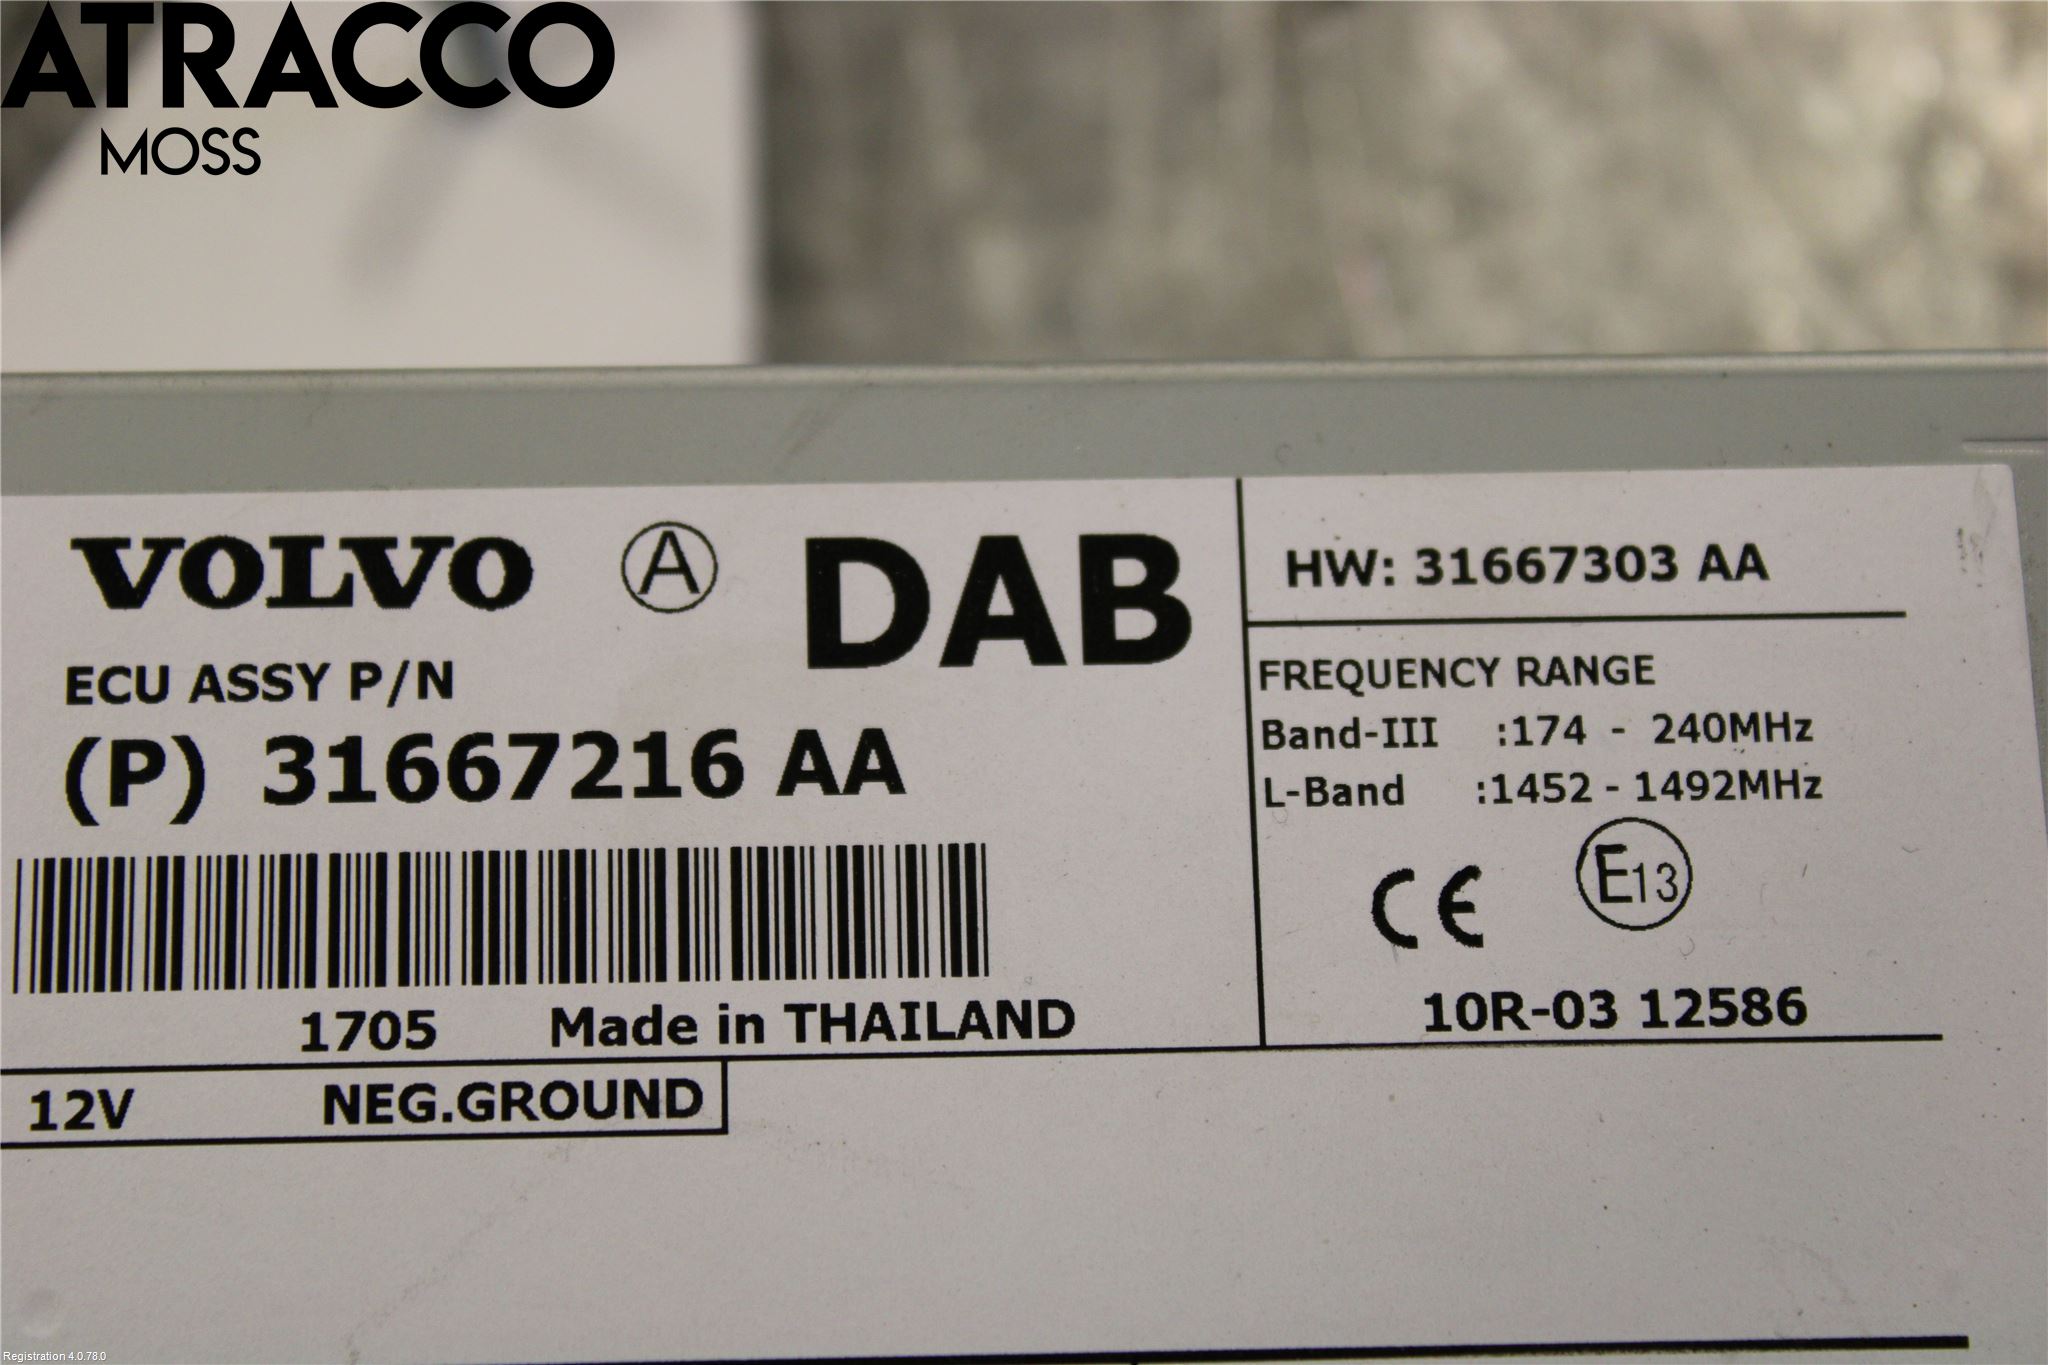 ATRACCO
MOSS
VOLVO A DAB
ECU ASSY P/N
(P) 31667216 AA
1705 Made in THAILAND
12V NEG.GROUND
HW: 31667303 AA
FREQUENCY RANGE
Band-III :174 - 240MHz
L-Band :1452 - 1492MHz
CE E13
10R-03 12586
Registration 4.0.78.0